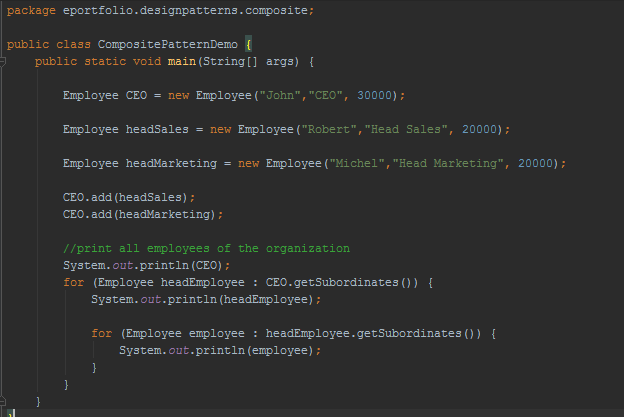 package eportfolio.designpatterns.composite;
public class CompositePatternDemo {
public static void main(String[] args) {
Employee CEO = new Employee("John","CEO", 30000);
Employee headSales = new Employee("Robert","Head Sales", 20000);
Employee headMarketing = new Employee("Michel","Head Marketing", 20000);
CEO.add(headSales);
CEO.add(headMarketing);
//print all employees of the organization
System.out.println(CEO);
for (Employee headEmployee : CEO.getSubordinates()) {
System.out.println(headEmployee);
for (Employee employee : headEmployee.getSubordinates()) {
System.out.println(employee);
}
}
}
}